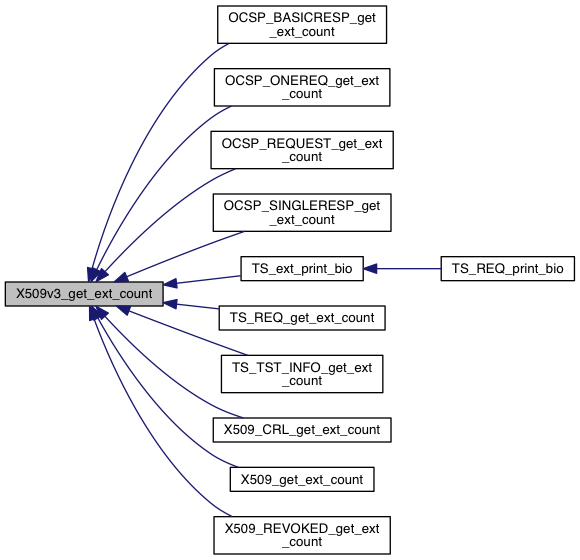 OCSP_BASICRESP_get
_ext_count
OCSP_ONEREQ_get_ext
_count
OCSP_REQUEST_get_ext
_count
OCSP_SINGLERESP_get
_ext_count
TS_ext_print_bio
TS_REQ_print_bio
X509v3_get_ext_count
TS_REQ_get_ext_count
TS_TST_INFO_get_ext
_count
X509_CRL_get_ext_count
X509_get_ext_count
X509_REVOKED_get_ext
_count